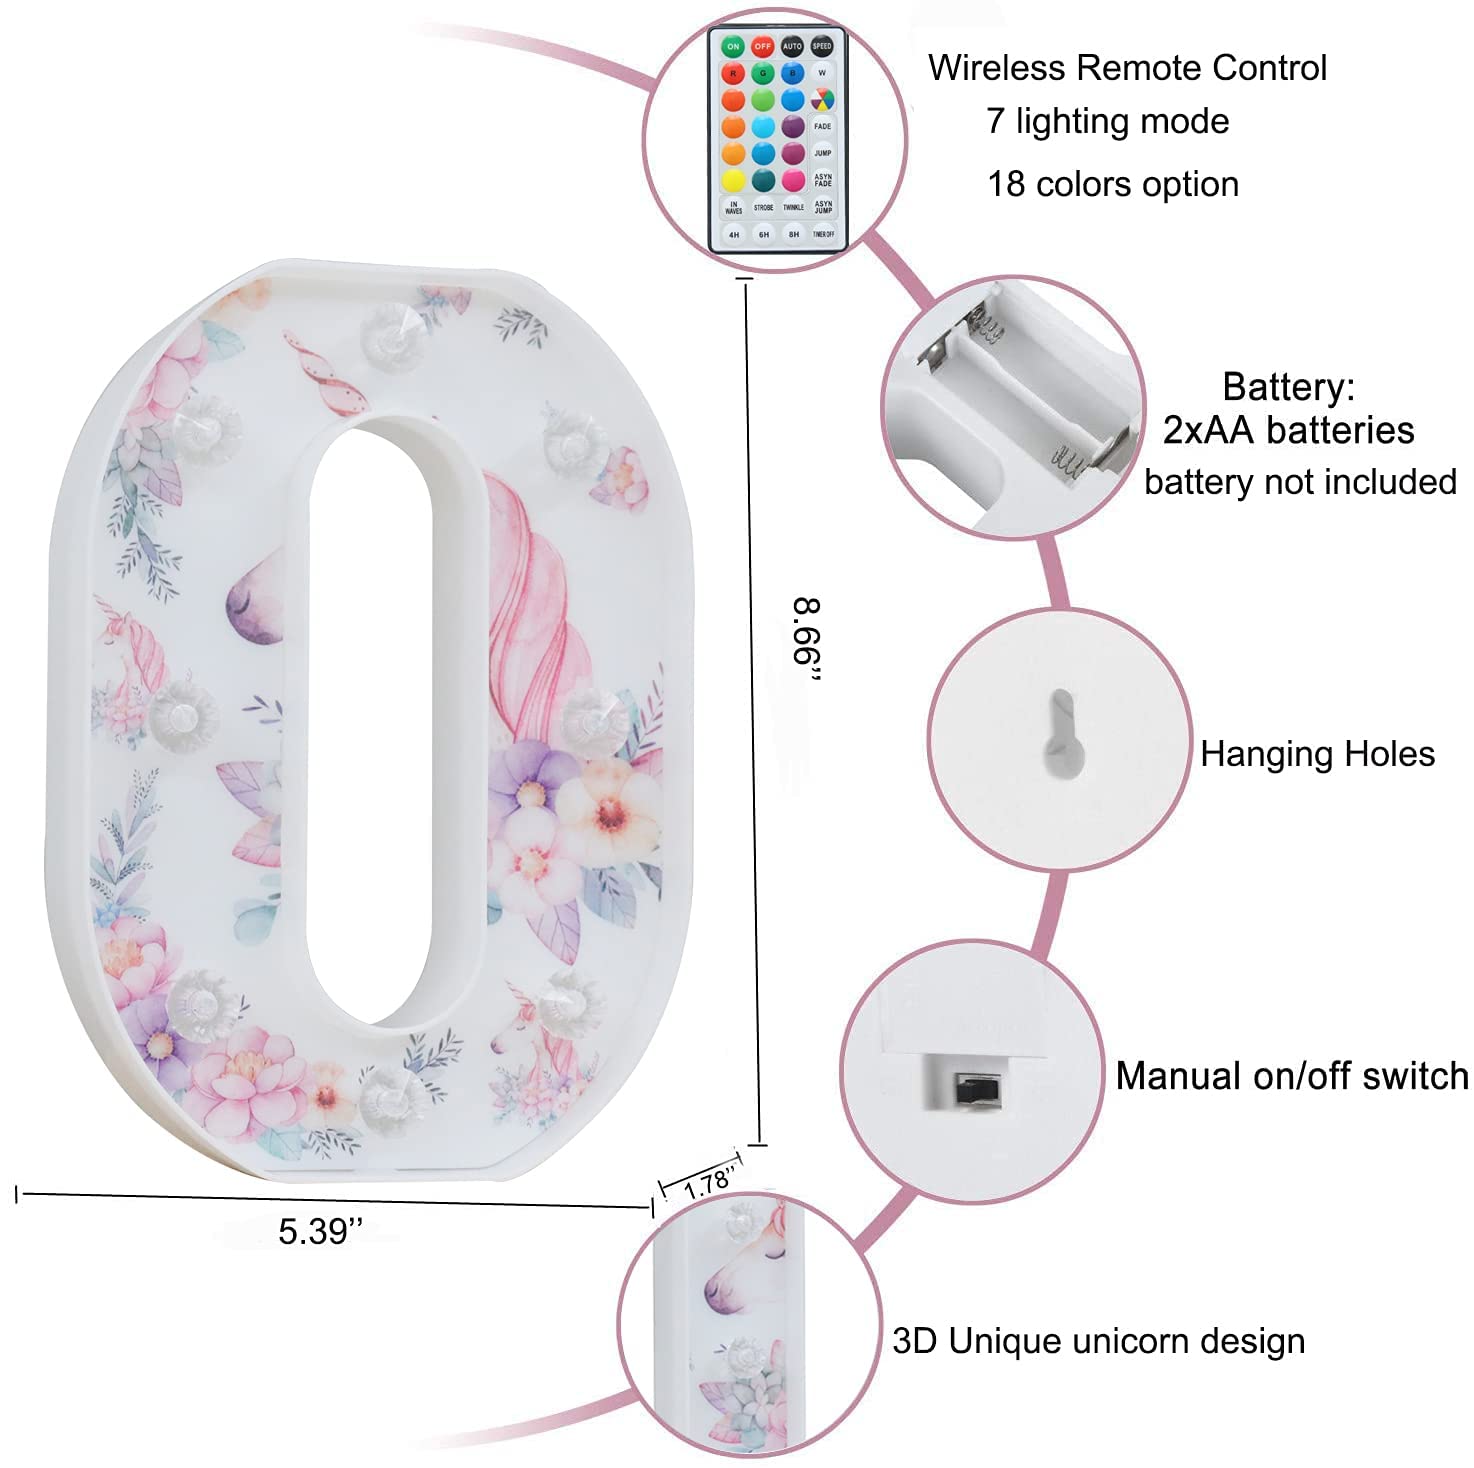 ON OFF AUTO SPEED
R G B W
FADE
JUMP
ASYN
FADE
IN
WAVES STROBE TWINKLE ASYN
JUMP
4H 6H 8H TIMER OFF
Wireless Remote Control
7 lighting mode
18 colors option
Battery:
2xAA batteries
battery not included
8.66’’
Hanging Holes
Manual on/off switch
1.78’’
5.39’’
3D Unique unicorn design